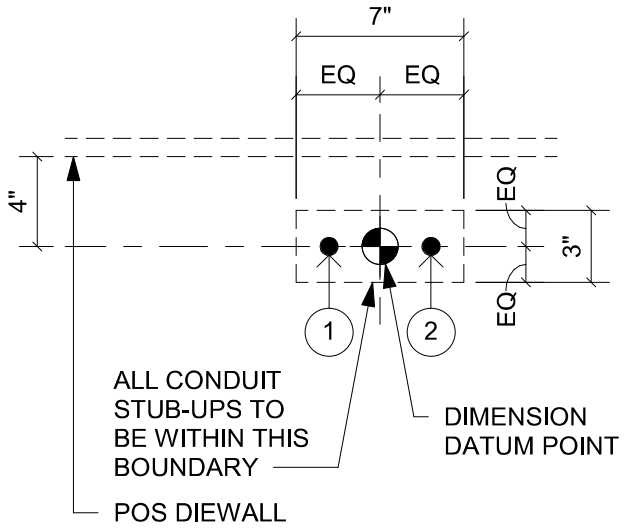 7"
EQ EQ
4"
EQ
3"
EQ
1 2
ALL CONDUIT
STUB-UPS TO
BE WITHIN THIS
BOUNDARY
DIMENSION
DATUM POINT
POS DIEWALL